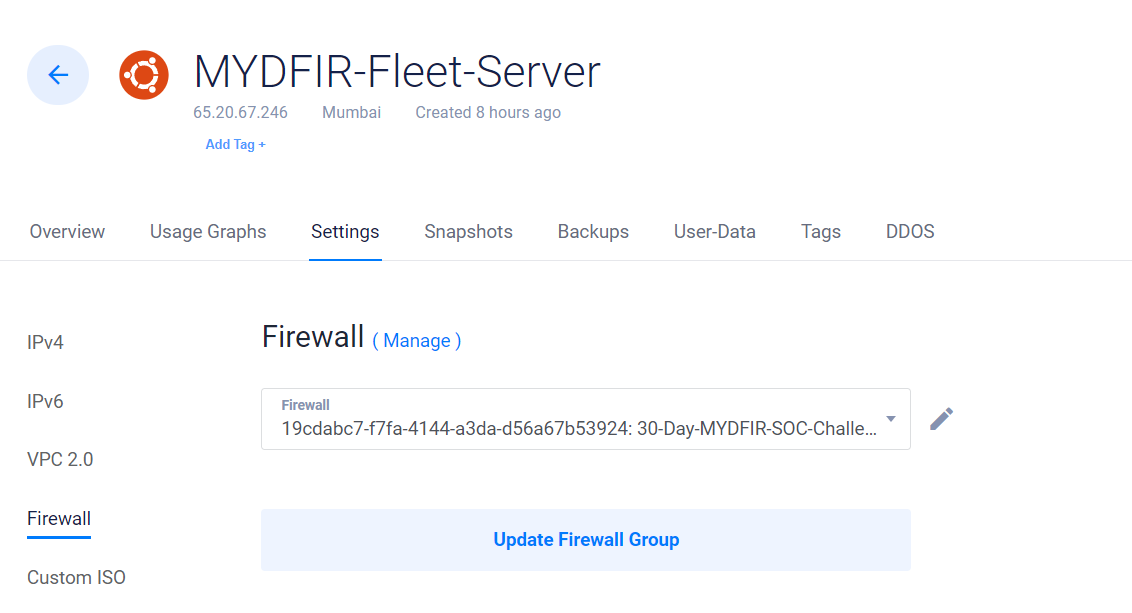 MYDFIR-Fleet-Server
65.20.67.246 Mumbai Created 8 hours ago
Add Tag +
Overview Usage Graphs Settings Snapshots Backups User-Data Tags DDOS
IPv4
IPv6
VPC 2.0
Firewall
Custom ISO
Firewall ( Manage )
Firewall
19cdabc7-f7fa-4144-a3da-d56a67b53924: 30-Day-MYDFIR-SOC-Challe...
Update Firewall Group